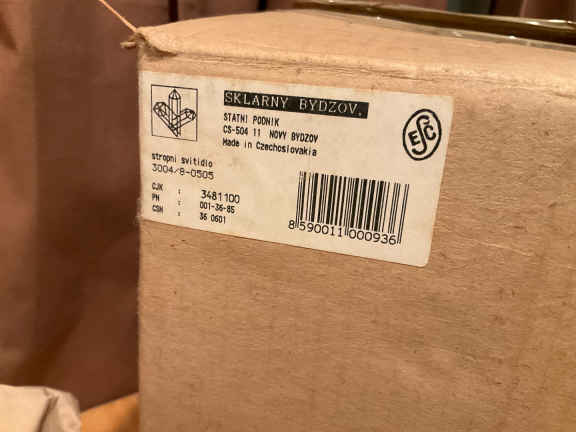 SKLARNY BYDZOV,
STATNI PODNIK
CS-504 11 NOVY BYDZOV
Made in Czechoslovakia
ESC
stropni svitidlo
3004/8-0505
CJK : 3481100
PN : 001-36-85
CSN : 36 0601
8 590011 000936